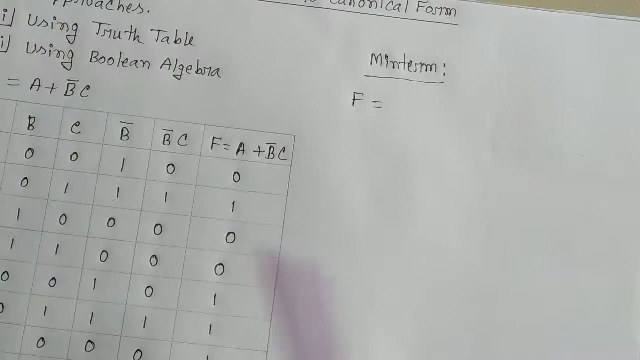 Canonical Form
i) Using Truth Table
i) Using Boolean Algebra
= A + B̅C
Minterm:
F =
B C B̅ B̅C F = A + B̅C
0 0 1 0 0
0 1 1 1 1
1 0 0 0 0
1 1 0 0 0
0 0 1 0 1
0 1 1 1 1
0 0 0